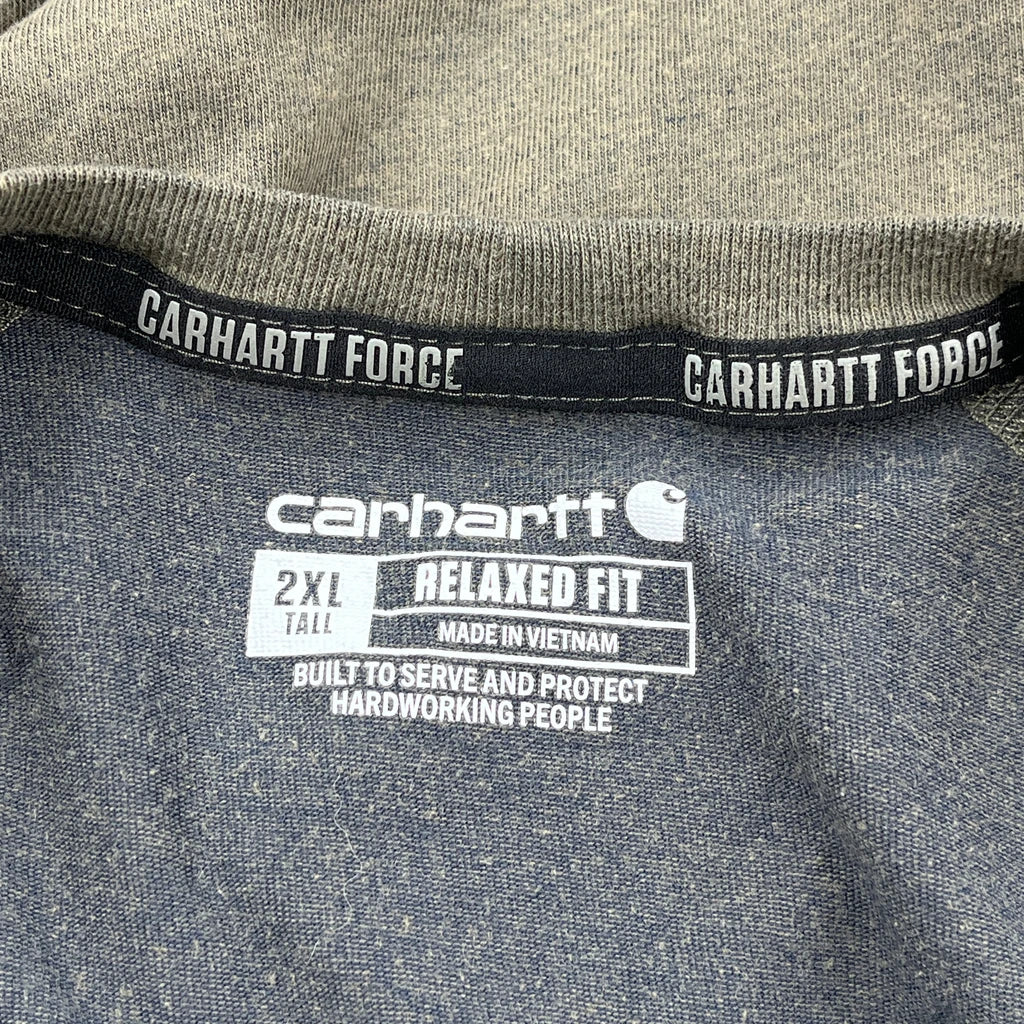 CARHARTT FORCE CARHARTT FORCE
carhartt
2XL RELAXED FIT
TALL MADE IN VIETNAM
BUILT TO SERVE AND PROTECT
HARDWORKING PEOPLE